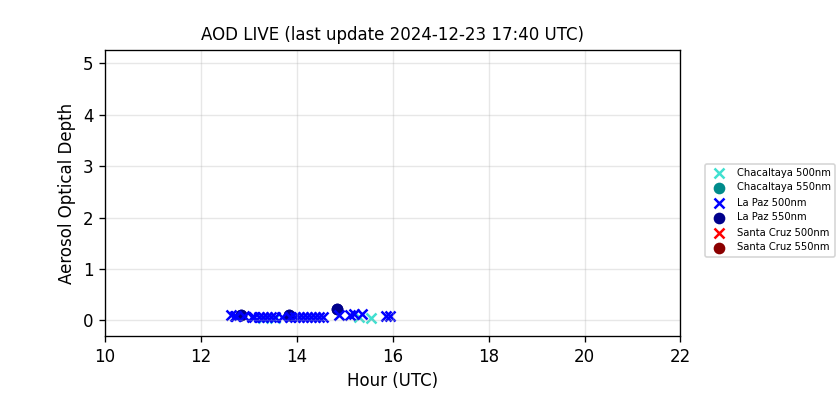 AOD LIVE (last update 2024-12-23 17:40 UTC)
5
4
3
2
1
0
Aerosol Optical Depth
10 12 14 16 18 20 22
Hour (UTC)
Chacaltaya 500nm
Chacaltaya 550nm
La Paz 500nm
La Paz 550nm
Santa Cruz 500nm
Santa Cruz 550nm